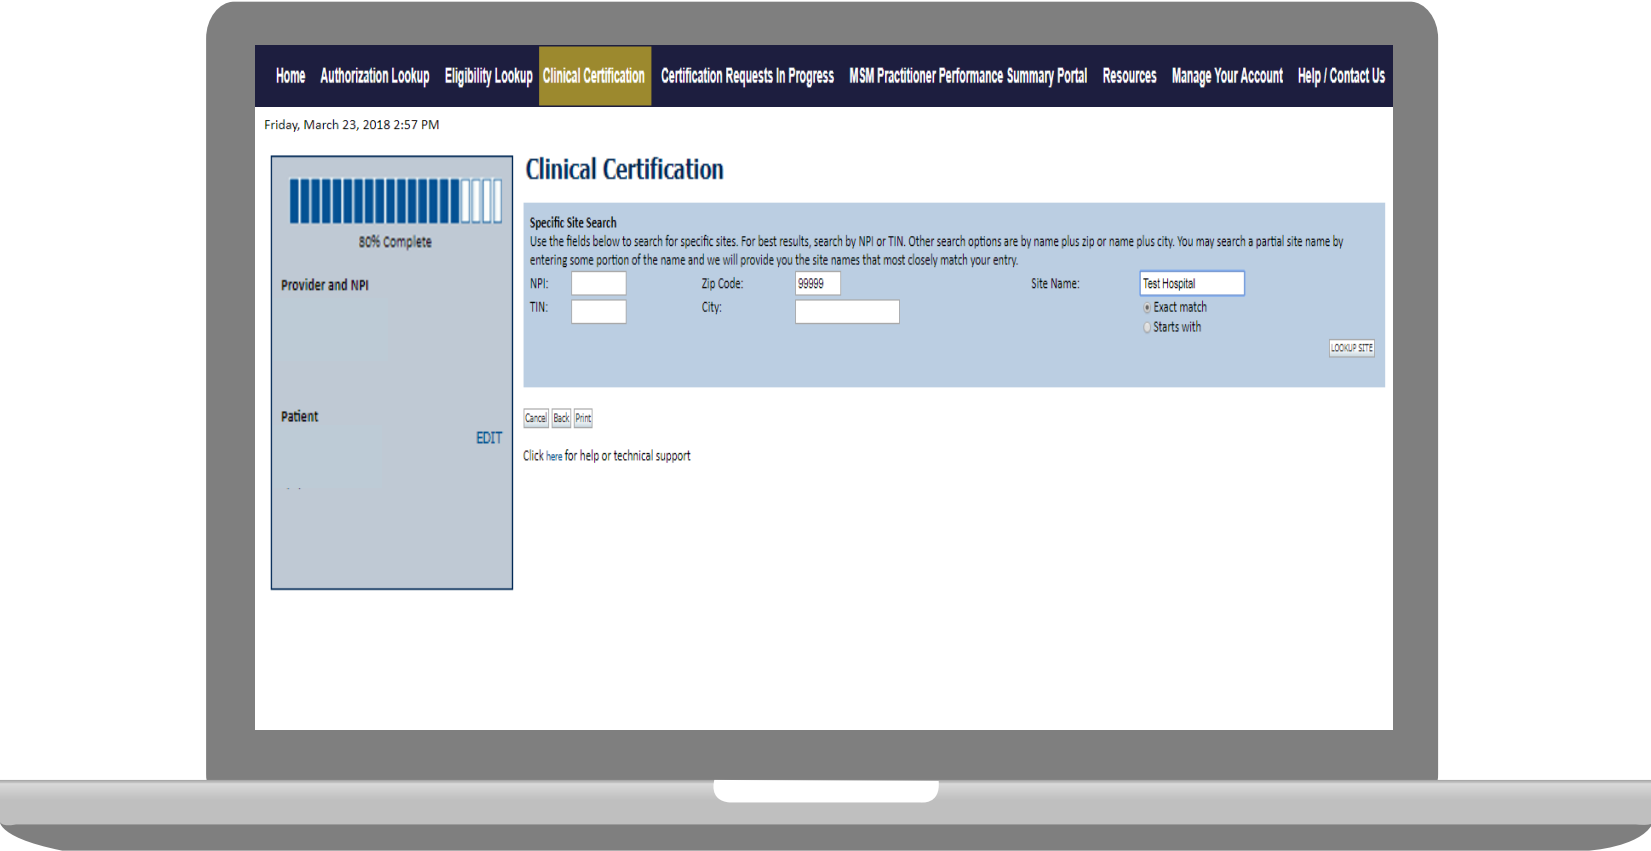 Home Authorization Lookup Eligibility Lookup Clinical Certification Certification Requests In Progress MSM Practitioner Performance Summary Portal Resources Manage Your Account Help / Contact Us
Friday, March 23, 2018 2:57 PM
80% Complete
Provider and NPI
Patient
EDIT
Clinical Certification
Specific Site Search
Use the fields below to search for specific sites. For best results, search by NPI or TIN. Other search options are by name plus zip or name plus city. You may search a partial site name by
entering some portion of the name and we will provide you the site names that most closely match your entry.
NPI: Zip Code: 99999 Site Name: Test Hospital
TIN: City: Exact match
Starts with
LOOKUP SITE
Cancel Back Print
Click here for help or technical support